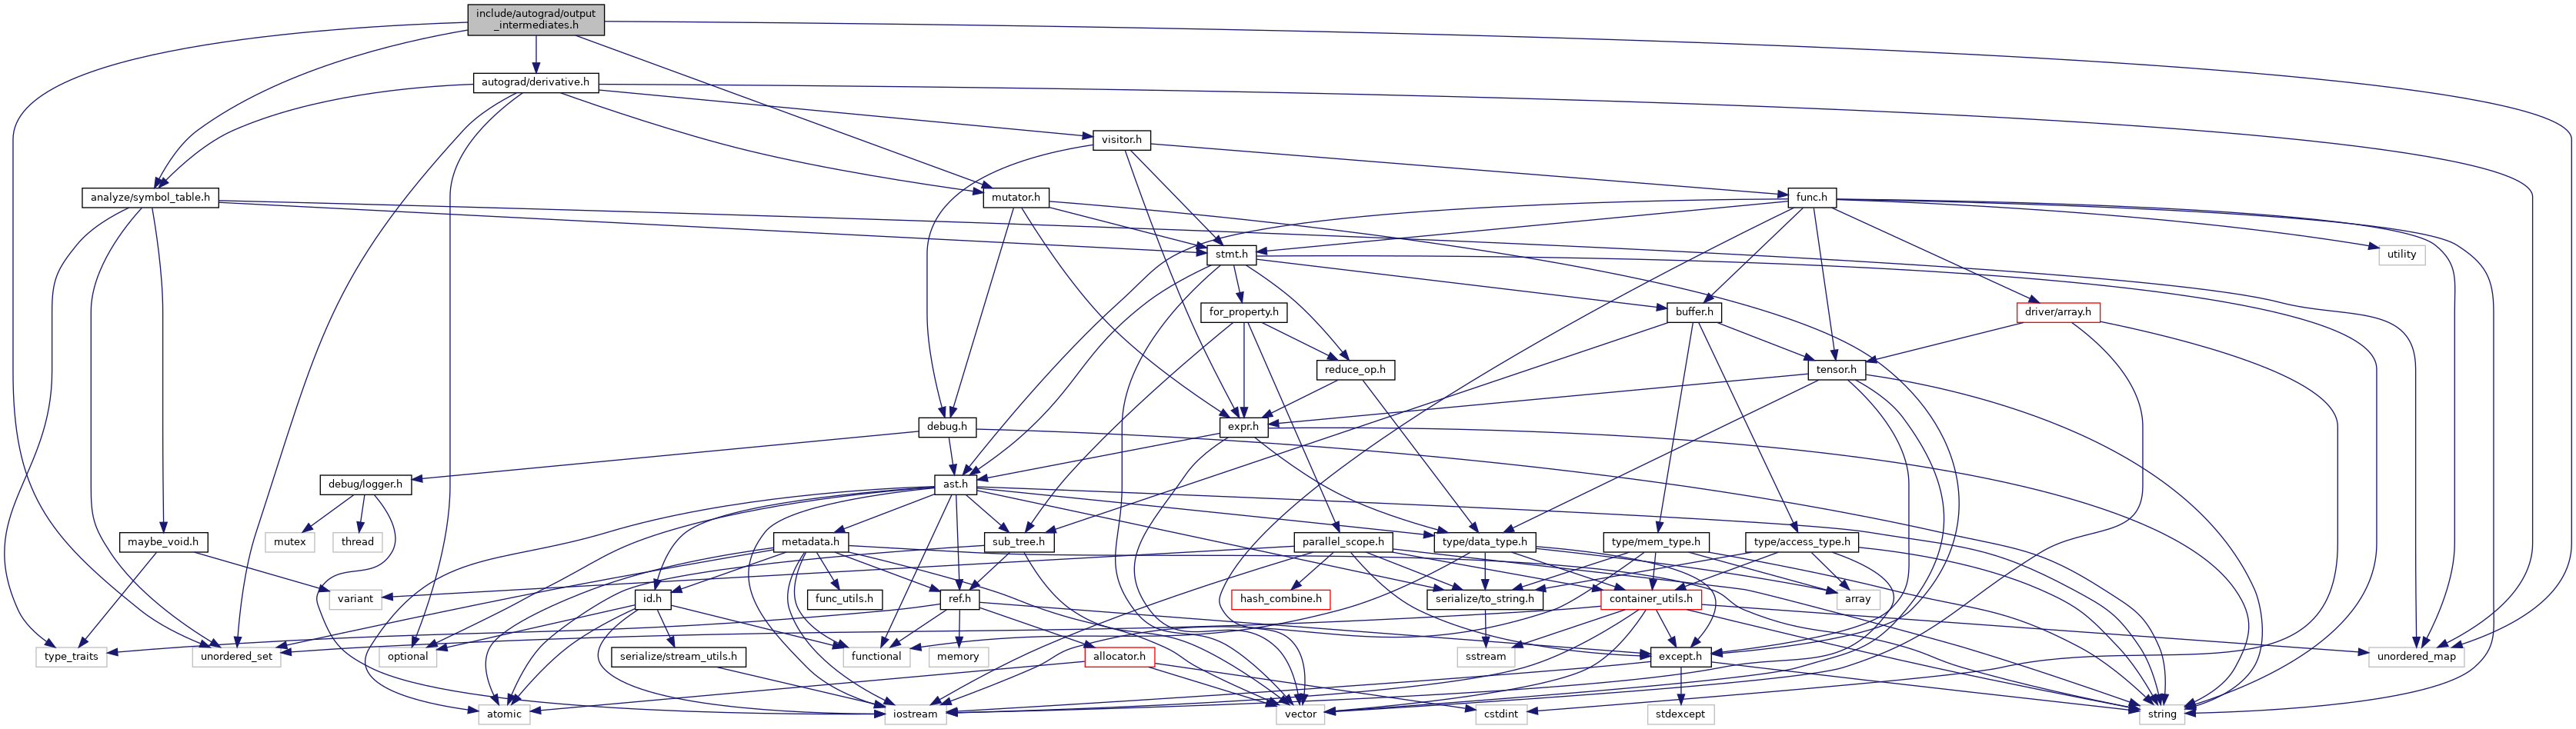 include/autograd/output
_intermediates.h
autograd/derivative.h
visitor.h
analyze/symbol_table.h
mutator.h
func.h
stmt.h
utility
for_property.h
buffer.h
driver/array.h
reduce_op.h
tensor.h
debug.h
expr.h
debug/logger.h
ast.h
mutex
thread
maybe_void.h
metadata.h
sub_tree.h
parallel_scope.h
type/data_type.h
type/mem_type.h
type/access_type.h
variant
id.h
func_utils.h
ref.h
hash_combine.h
serialize/to_string.h
container_utils.h
array
type_traits
unordered_set
optional
serialize/stream_utils.h
functional
memory
allocator.h
sstream
except.h
unordered_map
atomic
iostream
vector
cstdint
stdexcept
string